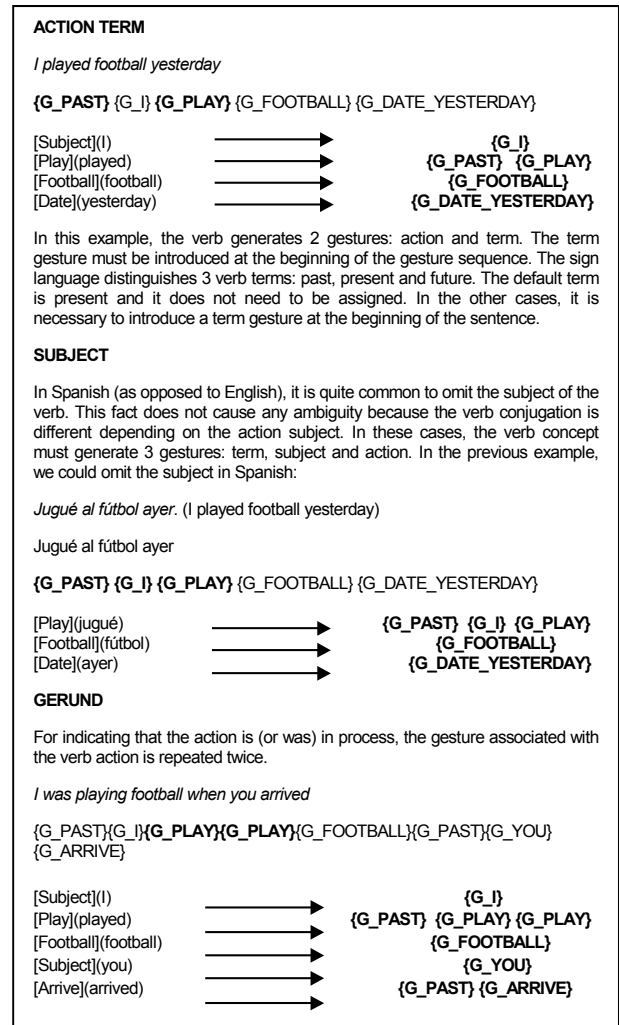 ACTION TERM
I played football yesterday
{G_PAST} {G_I} {G_PLAY} {G_FOOTBALL} {G_DATE_YESTERDAY}
[Subject](I) {G_I}
[Play](played) {G_PAST} {G_PLAY}
[Football](football) {G_FOOTBALL}
[Date](yesterday) {G_DATE_YESTERDAY}
In this example, the verb generates 2 gestures: action and term. The term
gesture must be introduced at the beginning of the gesture sequence. The sign
language distinguishes 3 verb terms: past, present and future. The default term
is present and it does not need to be assigned. In the other cases, it is
necessary to introduce a term gesture at the beginning of the sentence.
SUBJECT
In Spanish (as opposed to English), it is quite common to omit the subject of the
verb. This fact does not cause any ambiguity because the verb conjugation is
different depending on the action subject. In these cases, the verb concept
must generate 3 gestures: term, subject and action. In the previous example,
we could omit the subject in Spanish:
Jugué al fútbol ayer. (I played football yesterday)
Jugué al fútbol ayer
{G_PAST} {G_I} {G_PLAY} {G_FOOTBALL} {G_DATE_YESTERDAY}
[Play](jugué) {G_PAST} {G_I} {G_PLAY}
[Football](fútbol) {G_FOOTBALL}
[Date](ayer) {G_DATE_YESTERDAY}
GERUND
For indicating that the action is (or was) in process, the gesture associated with
the verb action is repeated twice.
I was playing football when you arrived
{G_PAST}{G_I}{G_PLAY}{G_PLAY}{G_FOOTBALL}{G_PAST}{G_YOU}
{G_ARRIVE}
[Subject](I) {G_I}
[Play](played) {G_PAST} {G_PLAY} {G_PLAY}
[Football](football) {G_FOOTBALL}
[Subject](you) {G_YOU}
[Arrive](arrived) {G_PAST} {G_ARRIVE}